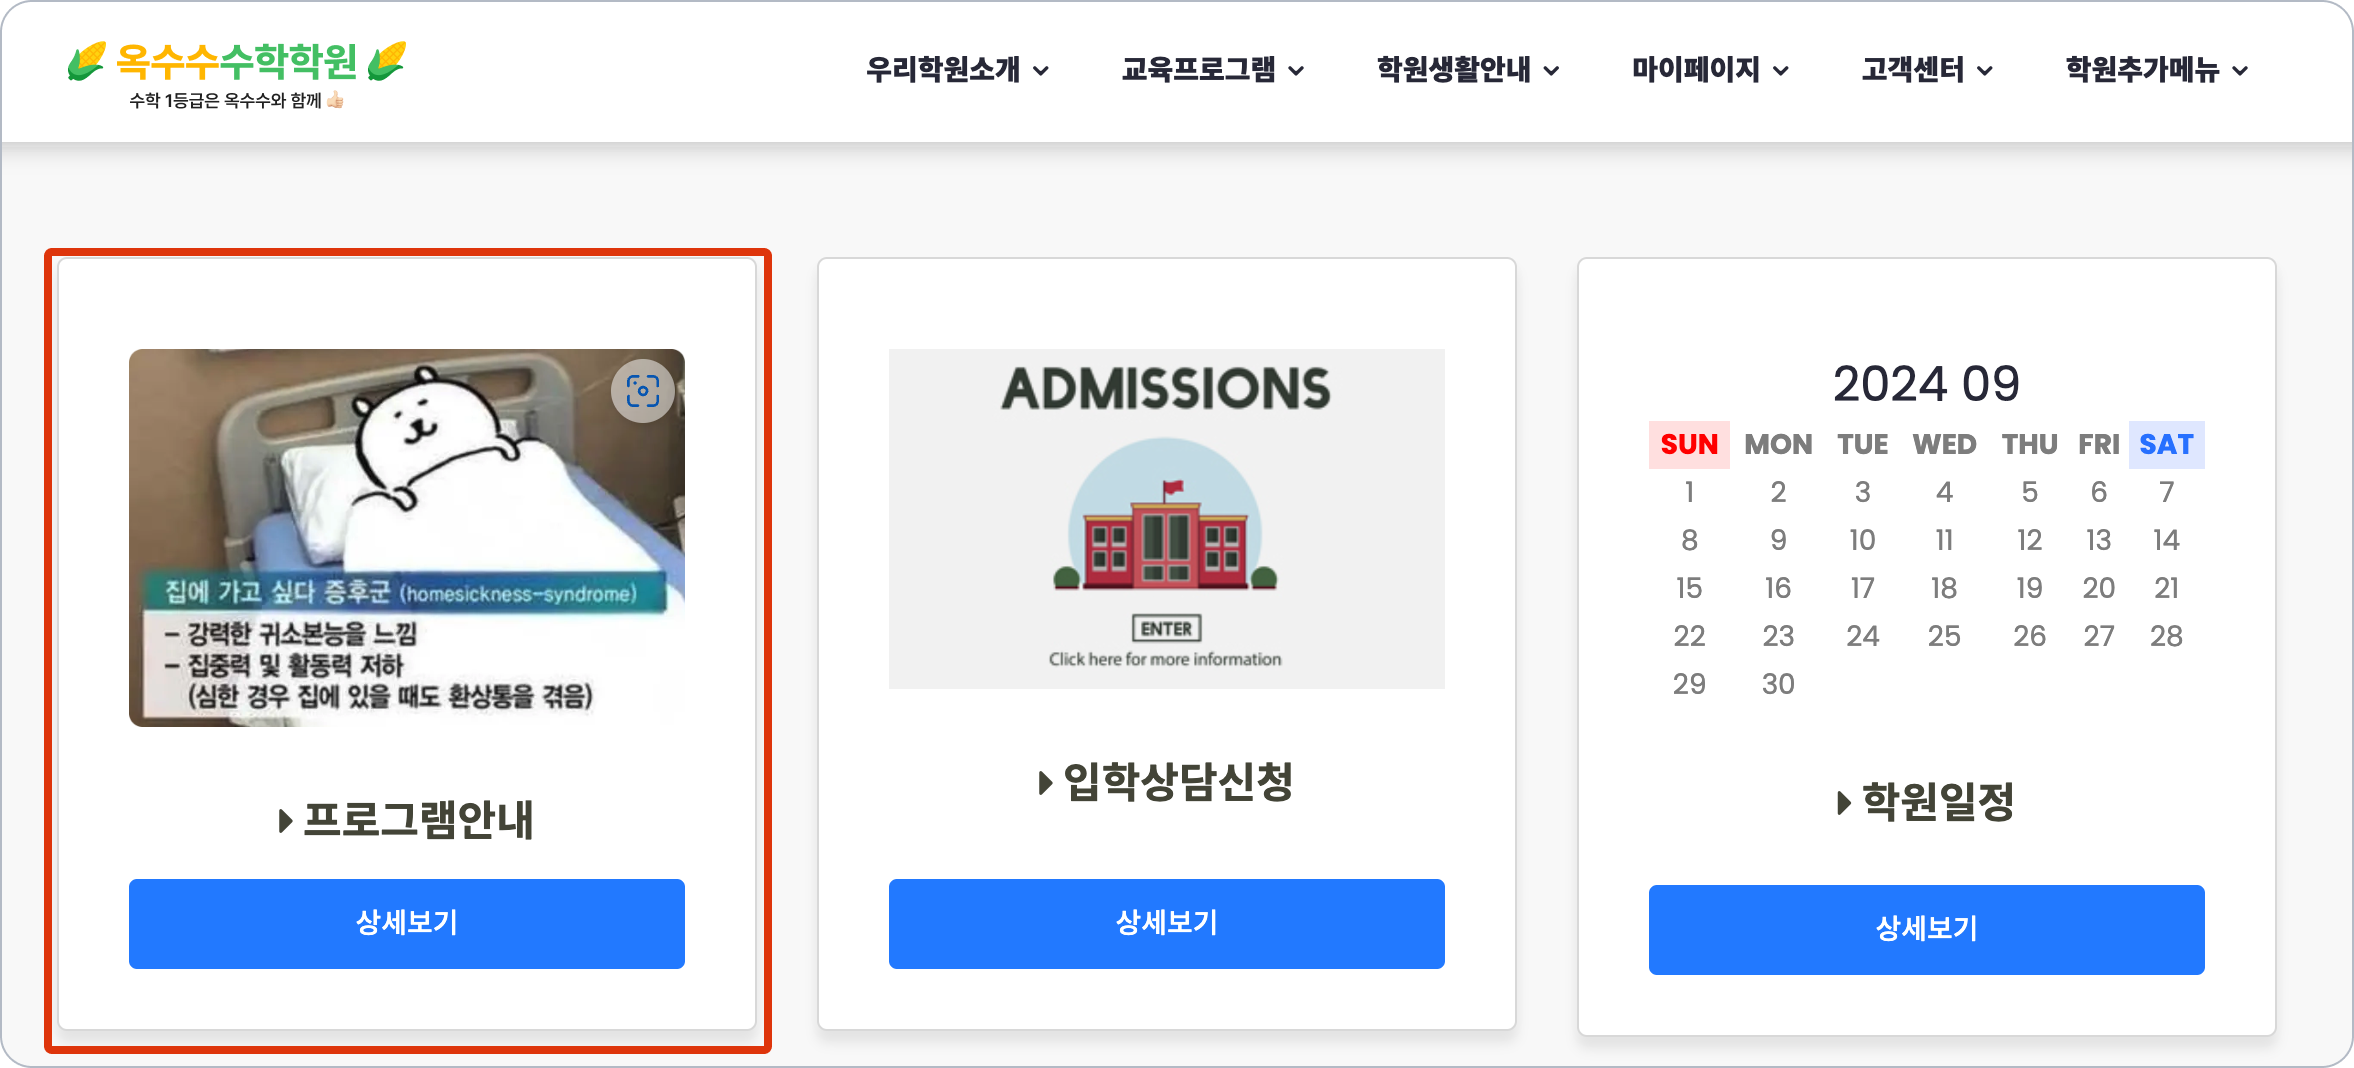 옥수수수학학원
수학 1등급은 옥수수와 함께
우리학원소개 교육프로그램 학원생활안내 마이페이지 고객센터 학원추가메뉴
집에 가고 싶다 증후군 (homesickness-syndrome)
- 강력한 귀소본능을 느낌
- 집중력 및 활동력 저하
(심한 경우 집에 있을 때도 환상통을 겪음)
프로그램안내
상세보기
ADMISSIONS
ENTER
Click here for more information
입학상담신청
상세보기
2024 09
SUN MON TUE WED THU FRI SAT
1 2 3 4 5 6 7
8 9 10 11 12 13 14
15 16 17 18 19 20 21
22 23 24 25 26 27 28
29 30
학원일정
상세보기